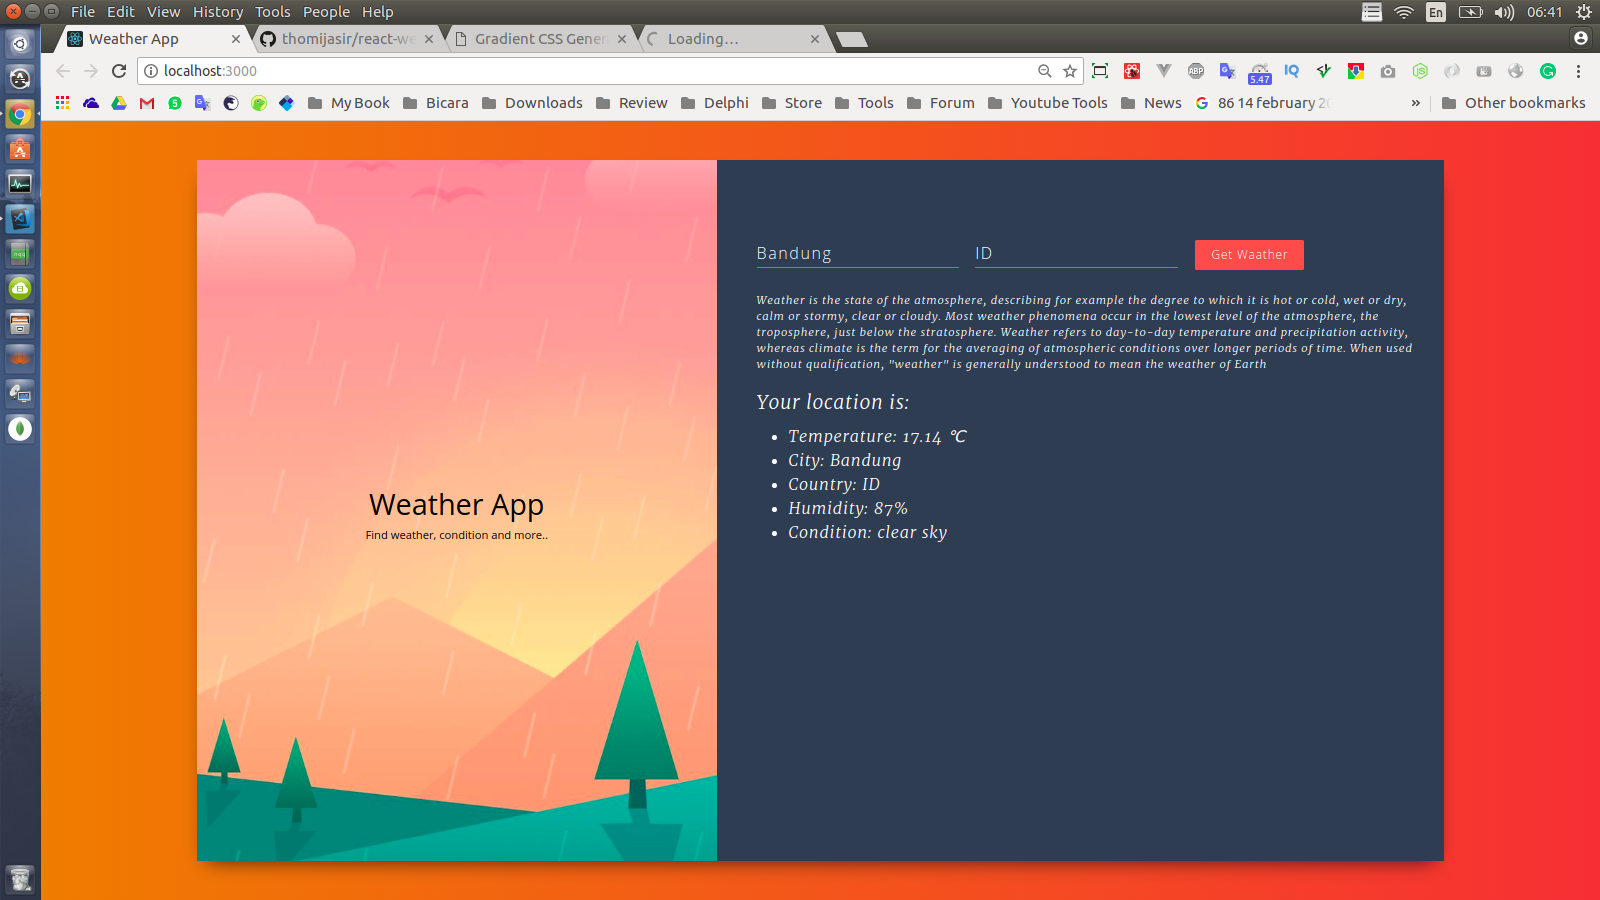 File Edit View History Tools People Help
En 06:41
Weather App
thomijasir/react-we
Gradient CSS Gener
Loading...
localhost:3000
ABP
5.47
IQ
My Book Bicara Downloads Review Delphi Store Tools Forum Youtube Tools News 86 14 february 20 » Other bookmarks
Bandung ID Get Waather
Weather is the state of the atmosphere, describing for example the degree to which it is hot or cold, wet or dry,
calm or stormy, clear or cloudy. Most weather phenomena occur in the lowest level of the atmosphere, the
troposphere, just below the stratosphere. Weather refers to day-to-day temperature and precipitation activity,
whereas climate is the term for the averaging of atmospheric conditions over longer periods of time. When used
without qualification, "weather" is generally understood to mean the weather of Earth
Your location is:
• Temperature: 17.14 ℃
• City: Bandung
• Country: ID
• Humidity: 87%
• Condition: clear sky
Weather App
Find weather, condition and more..